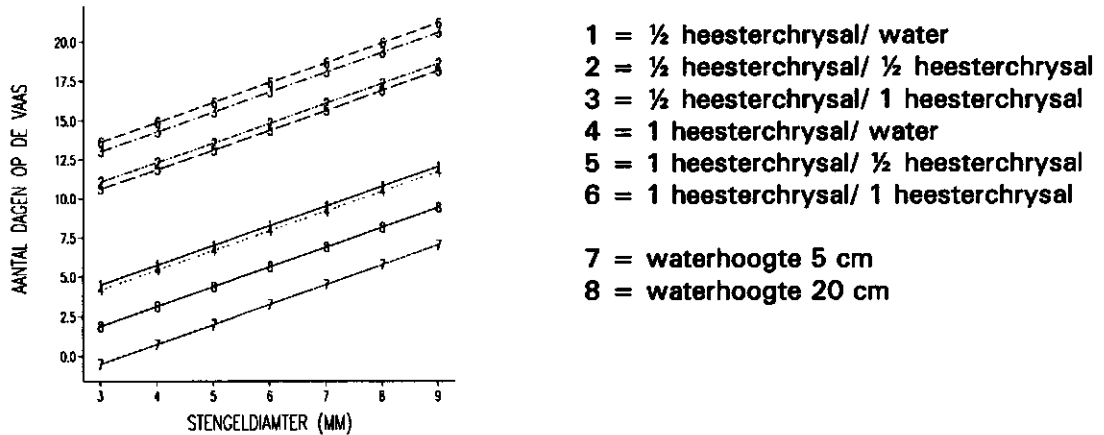 AANTAL DAGEN OP DE VAAS
20.0
17.5
15.0
12.5
10.0
7.5
5.0
2.5
0.0
3 4 5 6 7 8 9
STENGELDIAMTER (MM)
1 = ½ heesterchrysal/ water
2 = ½ heesterchrysal/ ½ heesterchrysal
3 = ½ heesterchrysal/ 1 heesterchrysal
4 = 1 heesterchrysal/ water
5 = 1 heesterchrysal/ ½ heesterchrysal
6 = 1 heesterchrysal/ 1 heesterchrysal
7 = waterhoogte 5 cm
8 = waterhoogte 20 cm